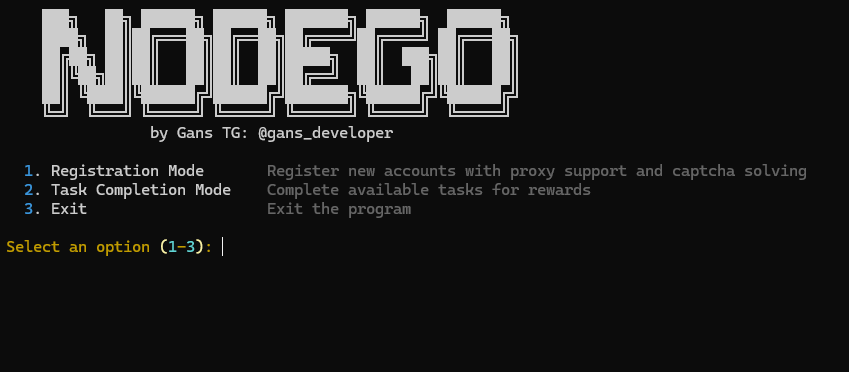 NODEGO
by Gans TG: @gans_developer
1. Registration Mode Register new accounts with proxy support and captcha solving
2. Task Completion Mode Complete available tasks for rewards
3. Exit Exit the program
Select an option (1-3):